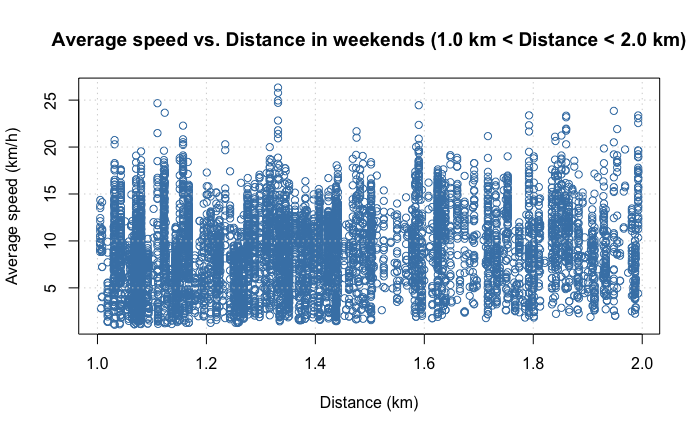 Average speed vs. Distance in weekends (1.0 km < Distance < 2.0 km)
Average speed (km/h)
25
20
15
10
5
1.0 1.2 1.4 1.6 1.8 2.0
Distance (km)